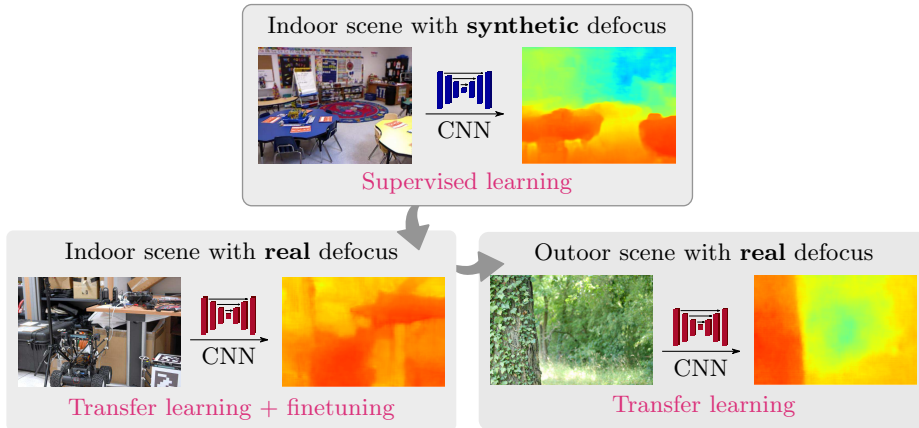 Indoor scene with synthetic defocus
CNN
Supervised learning
Indoor scene with real defocus
CNN
Transfer learning + finetuning
Outoor scene with real defocus
CNN
Transfer learning